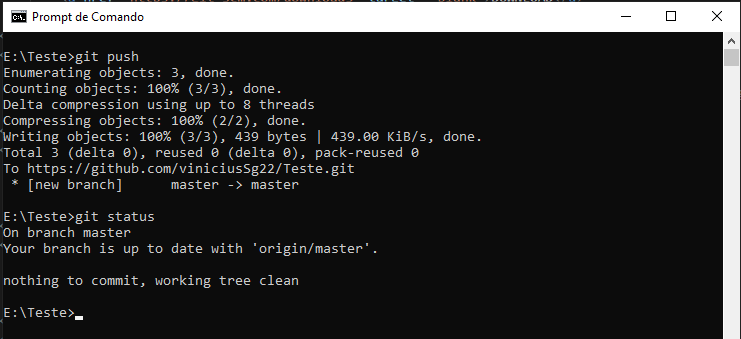 Prompt de Comando
E:\Teste>git push
Enumerating objects: 3, done.
Counting objects: 100% (3/3), done.
Delta compression using up to 8 threads
Compressing objects: 100% (2/2), done.
Writing objects: 100% (3/3), 439 bytes | 439.00 KiB/s, done.
Total 3 (delta 0), reused 0 (delta 0), pack-reused 0
To https://github.com/viniciusSg22/Teste.git
 * [new branch]      master -> master
E:\Teste>git status
On branch master
Your branch is up to date with 'origin/master'.
nothing to commit, working tree clean
E:\Teste>